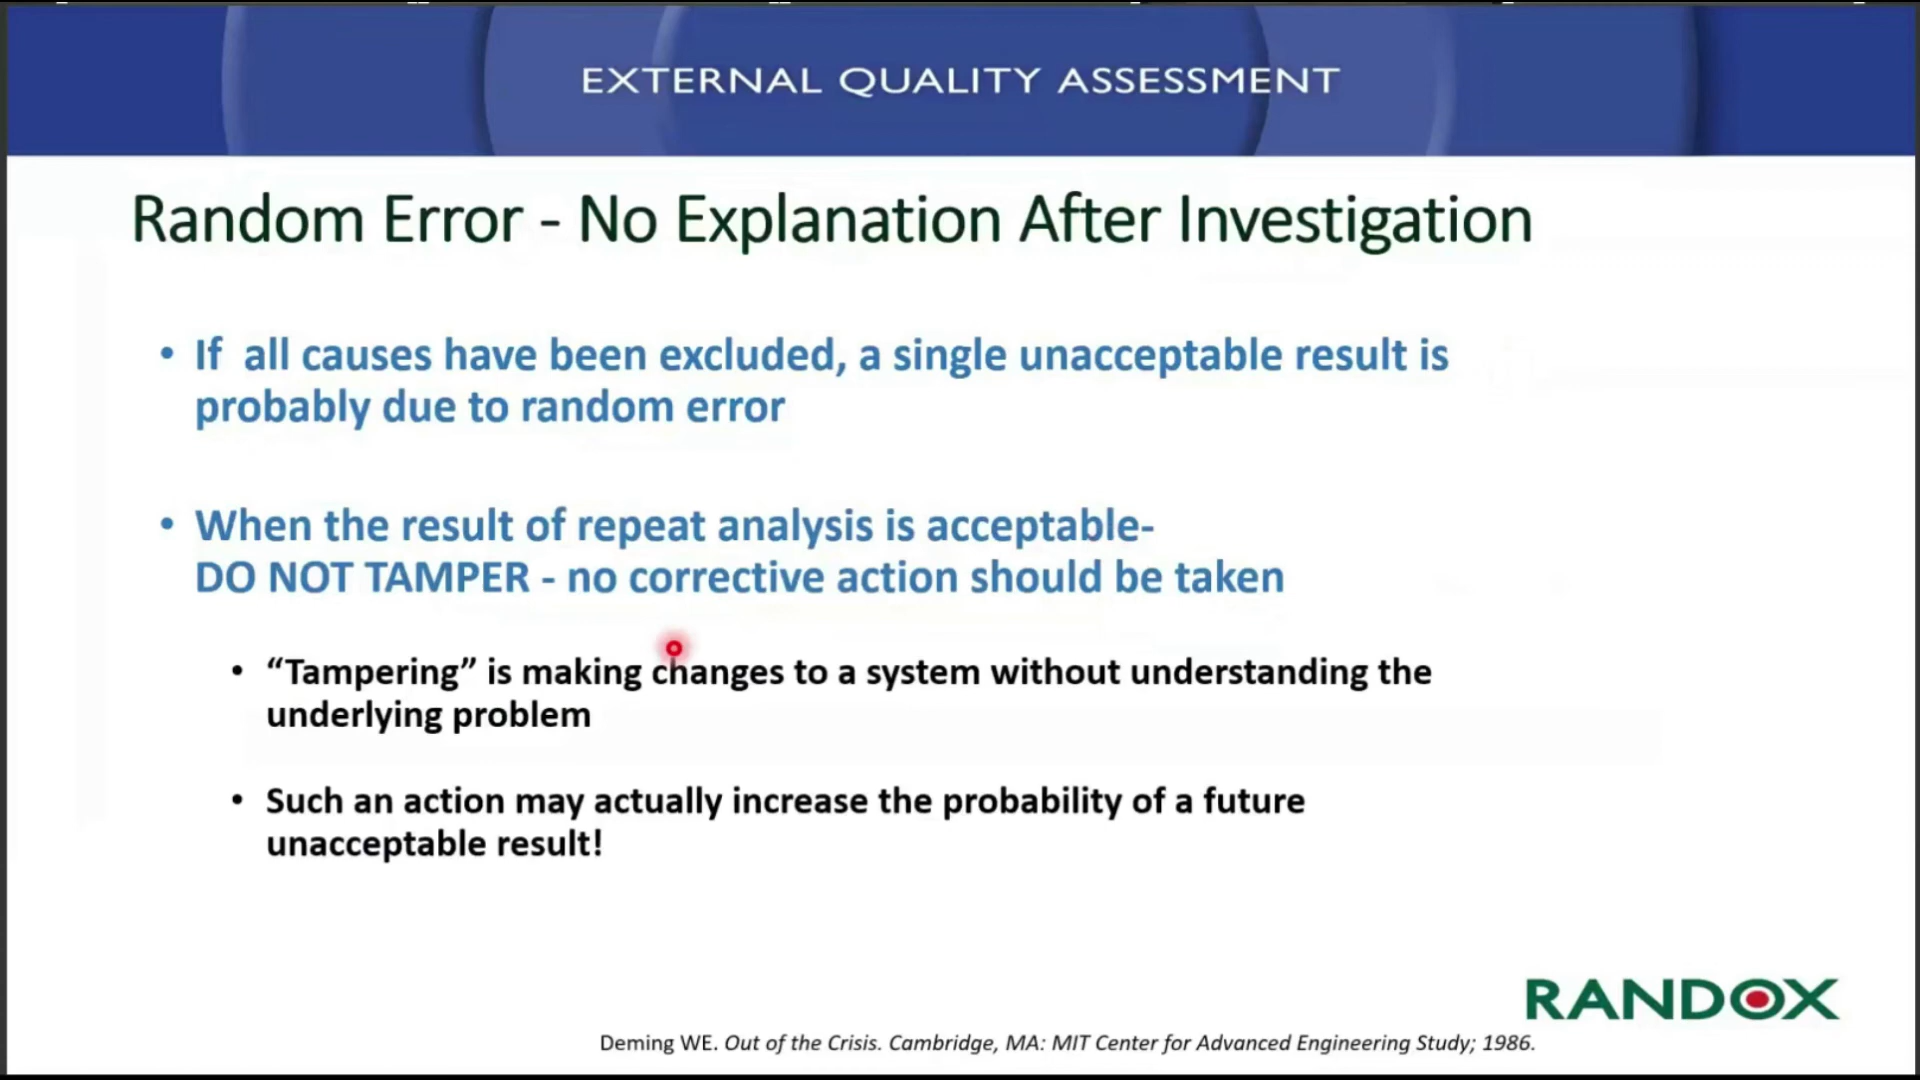 EXTERNAL QUALITY ASSESSMENT
Random Error - No Explanation After Investigation
• If  all causes have been excluded, a single unacceptable result is
probably due to random error
• When the result of repeat analysis is acceptable-
DO NOT TAMPER - no corrective action should be taken
• “Tampering” is making changes to a system without understanding the
underlying problem
• Such an action may actually increase the probability of a future
unacceptable result!
RANDOX
Deming WE. Out of the Crisis. Cambridge, MA: MIT Center for Advanced Engineering Study; 1986.